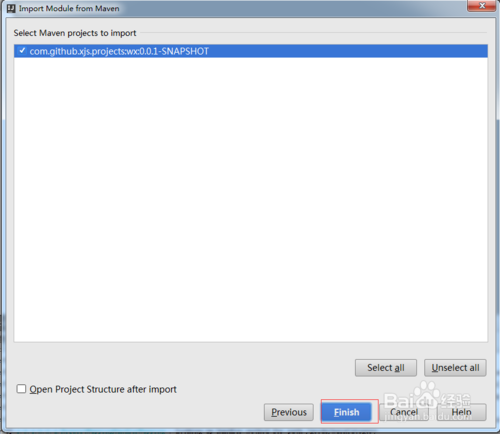 Import Module from Maven
Select Maven projects to import
com.github.xjs.projects:wx:0.0.1-SNAPSHOT
Select all
Unselect all
Open Project Structure after import
Previous
Finish
Cancel
Help
Bai 经验